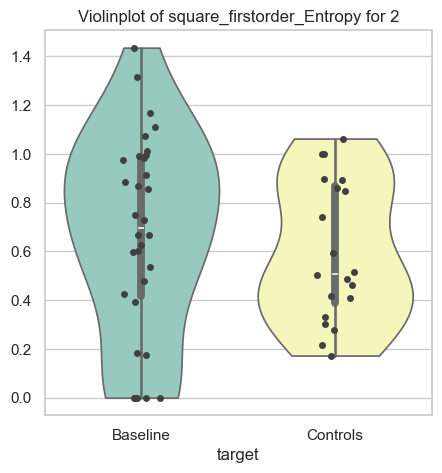 Violinplot of square_firstorder_Entropy for 2
1.4
1.2
1.0
0.8
0.6
0.4
0.2
0.0
Baseline Controls
target